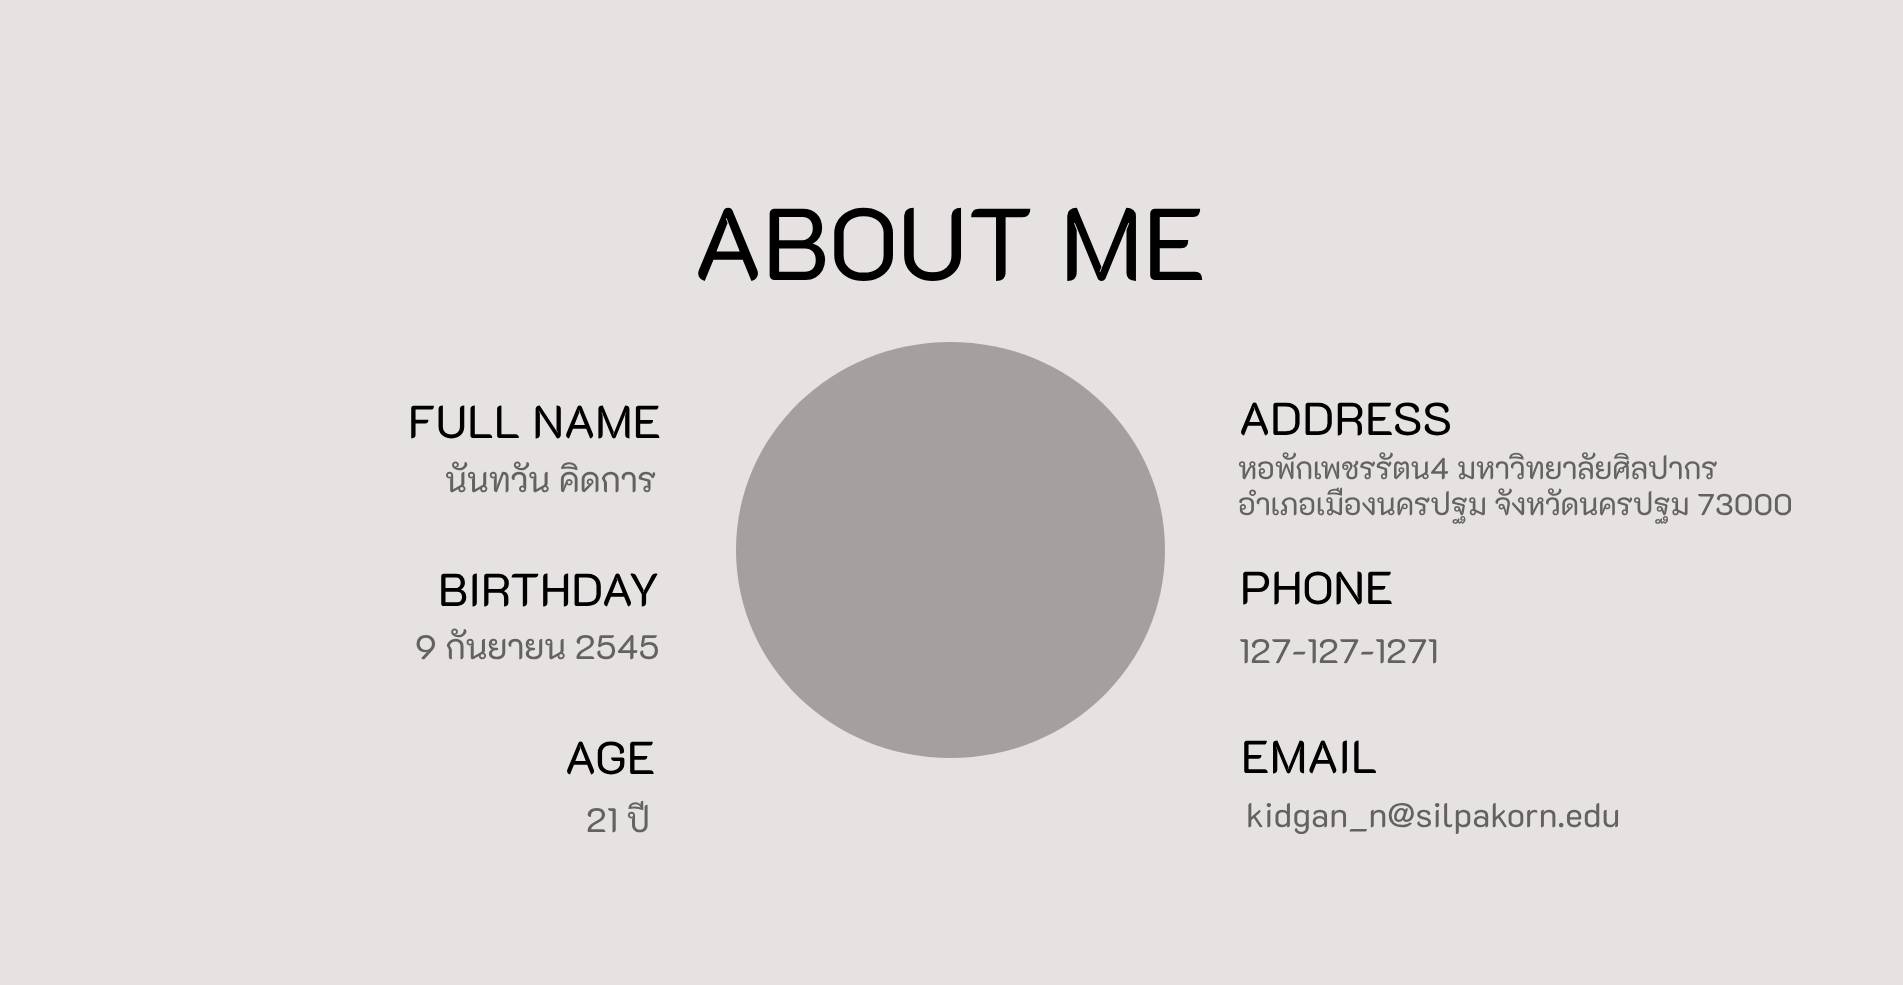 ABOUT ME
FULL NAME
นันทวัน คิดการ
BIRTHDAY
9 กันยายน 2545
AGE
21 ปี
ADDRESS
หอพักเพชรรัตน4 มหาวิทยาลัยศิลปากร
อำเภอเมืองนครปฐม จังหวัดนครปฐม 73000
PHONE
127-127-1271
EMAIL
kidgan_n@silpakorn.edu